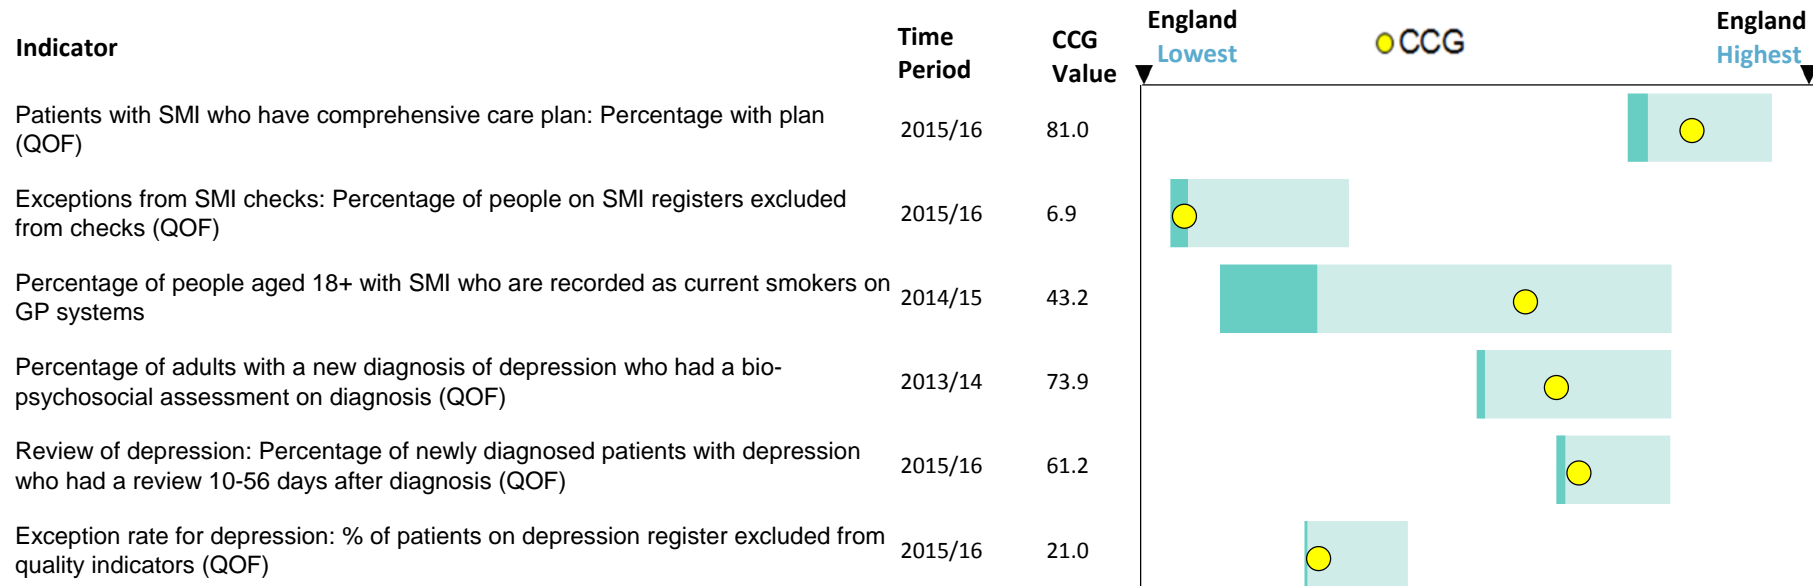 Indicator
Time
Period
CCG
Value
England
Lowest
CCG
England
Highest
Patients with SMI who have comprehensive care plan: Percentage with plan
(QOF)
2015/16
81.0
Exceptions from SMI checks: Percentage of people on SMI registers excluded
from checks (QOF)
2015/16
6.9
Percentage of people aged 18+ with SMI who are recorded as current smokers on
GP systems
2014/15
43.2
Percentage of adults with a new diagnosis of depression who had a bio-
psychosocial assessment on diagnosis (QOF)
2013/14
73.9
Review of depression: Percentage of newly diagnosed patients with depression
who had a review 10-56 days after diagnosis (QOF)
2015/16
61.2
Exception rate for depression: % of patients on depression register excluded from
quality indicators (QOF)
2015/16
21.0